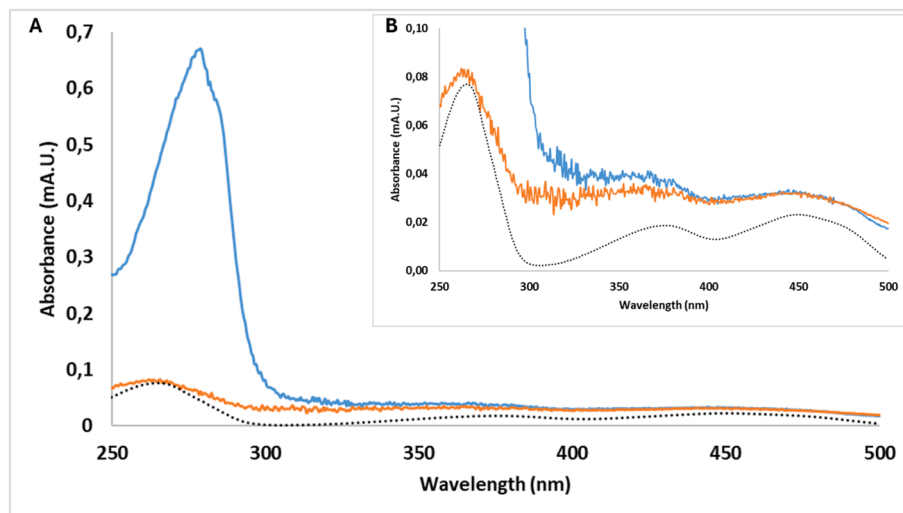 A
0,7
0,6
0,5
0,4
0,3
0,2
0,1
0
Absorbance (mA.U.)
250 300 350 400 450 500
Wavelength (nm)
B
0,10
0,08
0,06
0,04
0,02
0,00
Absorbance (mA.U.)
250 300 350 400 450 500
Wavelength (nm)